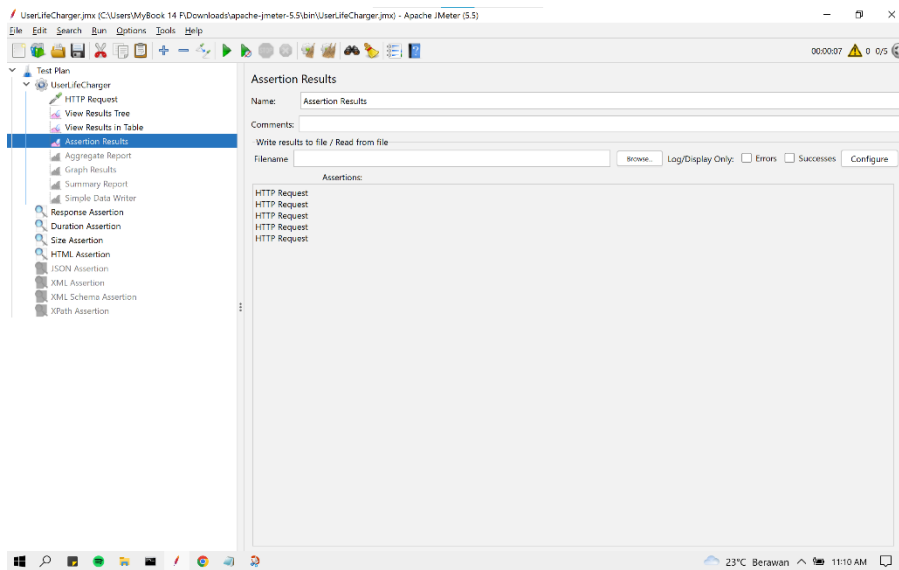 UserLifeCharger.jmx (C:\Users\MyBook 14 F\Downloads\apache-jmeter-5.5\bin\UserLifeCharger.jmx) - Apache JMeter (5.5)
File Edit Search Run Options Tools Help
00:00:07 0 0/5
Test Plan
UserLifeCharger
HTTP Request
View Results Tree
View Results in Table
Assertion Results
Aggregate Report
Graph Results
Summary Report
Simple Data Writer
Response Assertion
Duration Assertion
Size Assertion
HTML Assertion
JSON Assertion
XML Assertion
XML Schema Assertion
XPath Assertion
Assertion Results
Name: Assertion Results
Comments:
Write results to file / Read from file
Filename Browse... Log/Display Only: Errors Successes Configure
Assertions:
HTTP Request
HTTP Request
HTTP Request
HTTP Request
HTTP Request
23°C Berawan 11:10 AM